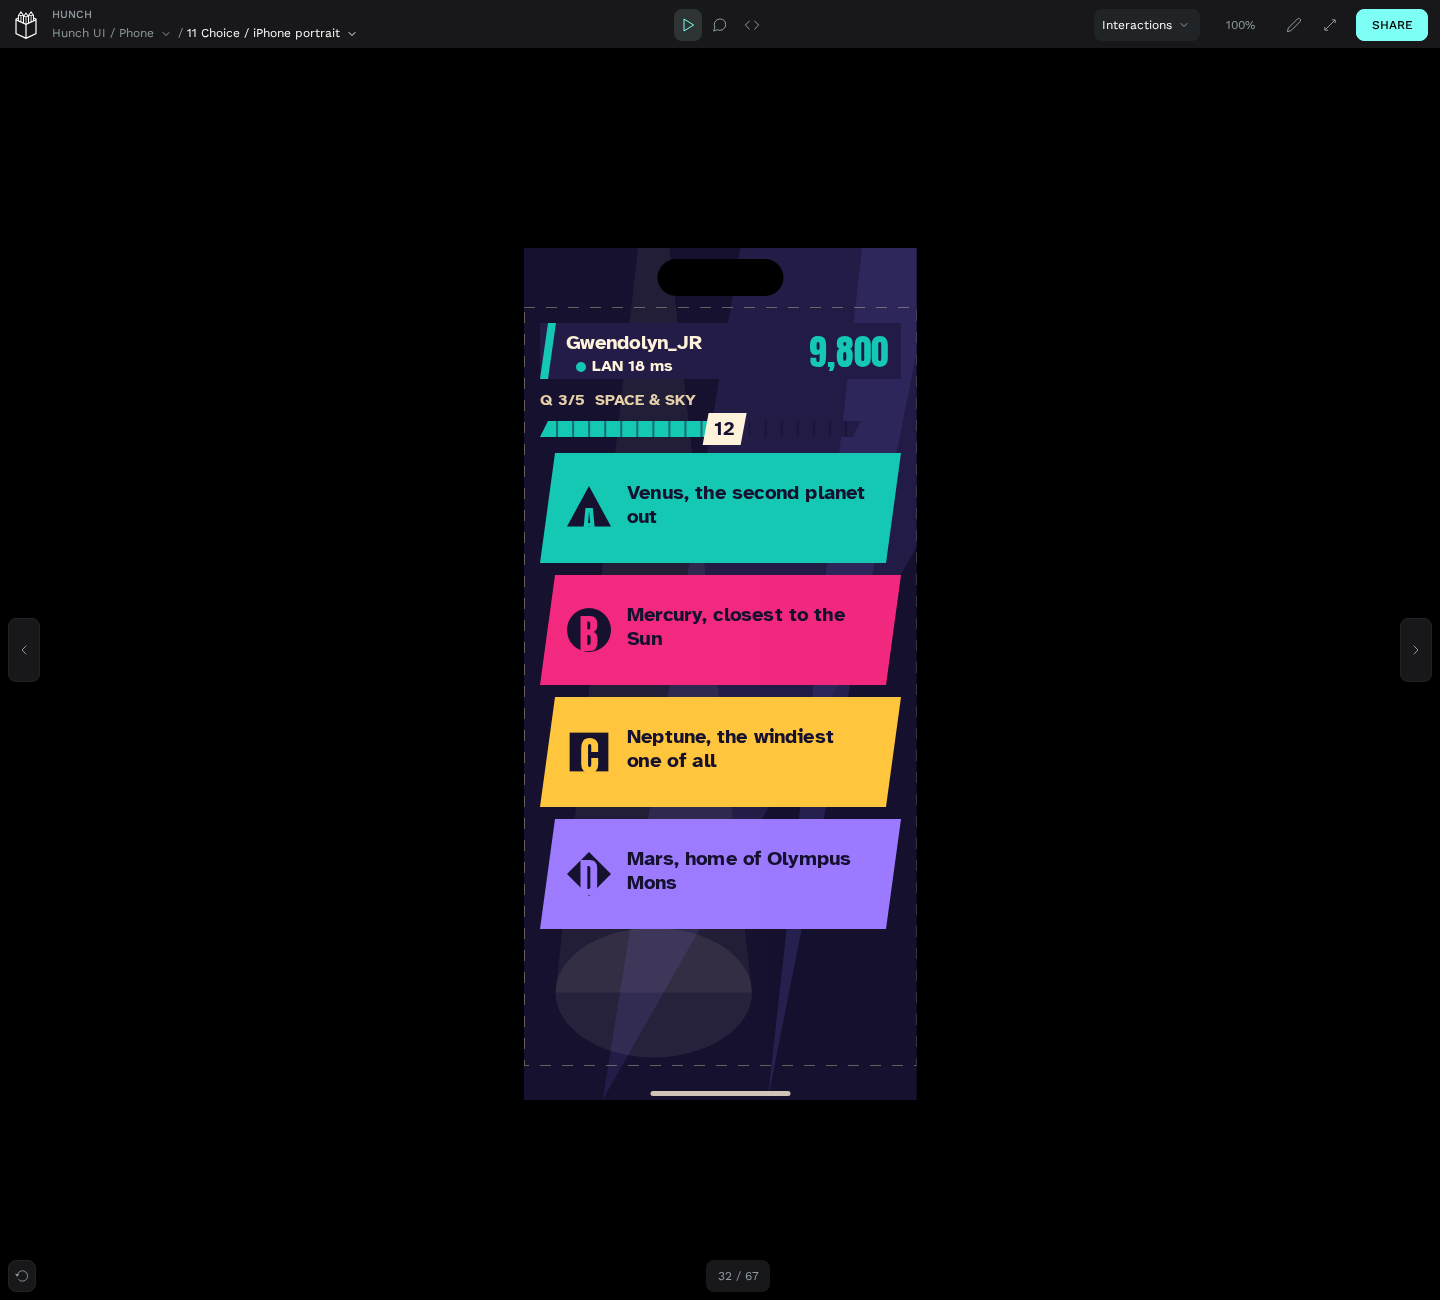 HUNCH
Hunch UI / Phone / 11 Choice / iPhone portrait
Interactions
100%
SHARE
Gwendolyn_JR
9,800
LAN 18 ms
Q 3/5 SPACE & SKY
12
A
Venus, the second planet
out
B
Mercury, closest to the
Sun
C
Neptune, the windiest
one of all
D
Mars, home of Olympus
Mons
32 / 67